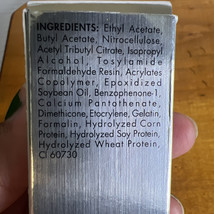 INGREDIENTS: Ethyl Acetate,
Butyl Acetate, Nitrocellulose,
Acetyl Tributyl Citrate, Isopropyl
Alcohol, Tosylamide
Formaldehyde Resin, Acrylates
Copolymer, Epoxidized
Soybean Oil, Benzophenone-1,
Calcium Pantothenate,
Dimethicone, Etocrylene, Gelatin,
Formalin, Hydrolyzed Corn
Protein, Hydrolyzed Soy Protein,
Hydrolyzed Wheat Protein,
CI 60730